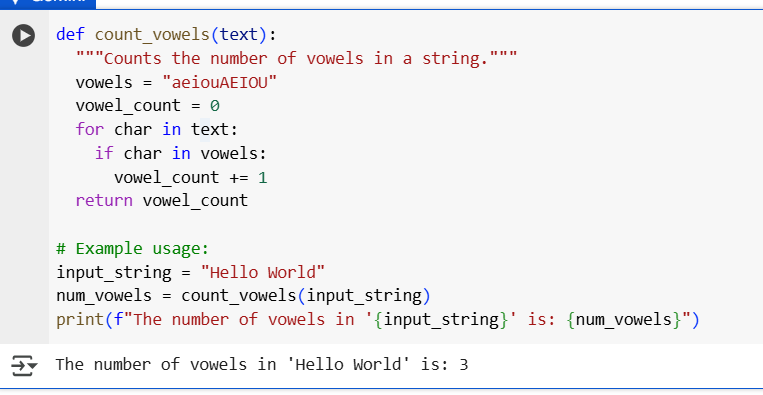 def count_vowels(text):
  """Counts the number of vowels in a string."""
  vowels = "aeiouAEIOU"
  vowel_count = 0
  for char in text:
    if char in vowels:
      vowel_count += 1
  return vowel_count

# Example usage:
input_string = "Hello World"
num_vowels = count_vowels(input_string)
print(f"The number of vowels in '{input_string}' is: {num_vowels}")
The number of vowels in 'Hello World' is: 3